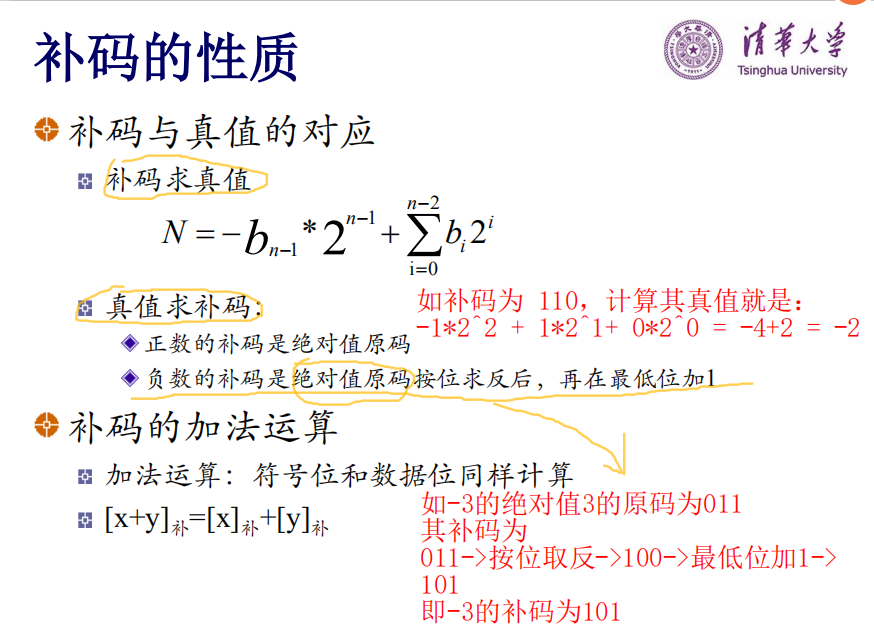 补码的性质
清华大学
Tsinghua University
补码与真值的对应
补码求真值
N = −b_{n−1} * 2^{n−1} + \sum_{i=0}^{n−2} b_i 2^i
真值求补码：
如补码为 110，计算其真值就是：
-1*2^2 + 1*2^1+ 0*2^0 = -4+2 = -2
正数的补码是绝对值原码
负数的补码是绝对值原码按位求反后，再在最低位加1
补码的加法运算
加法运算：符号位和数据位同样计算
[x+y]补=[x]补+[y]补
如-3的绝对值3的原码为011
其补码为
011->按位取反->100->最低位加1->
101
即-3的补码为101